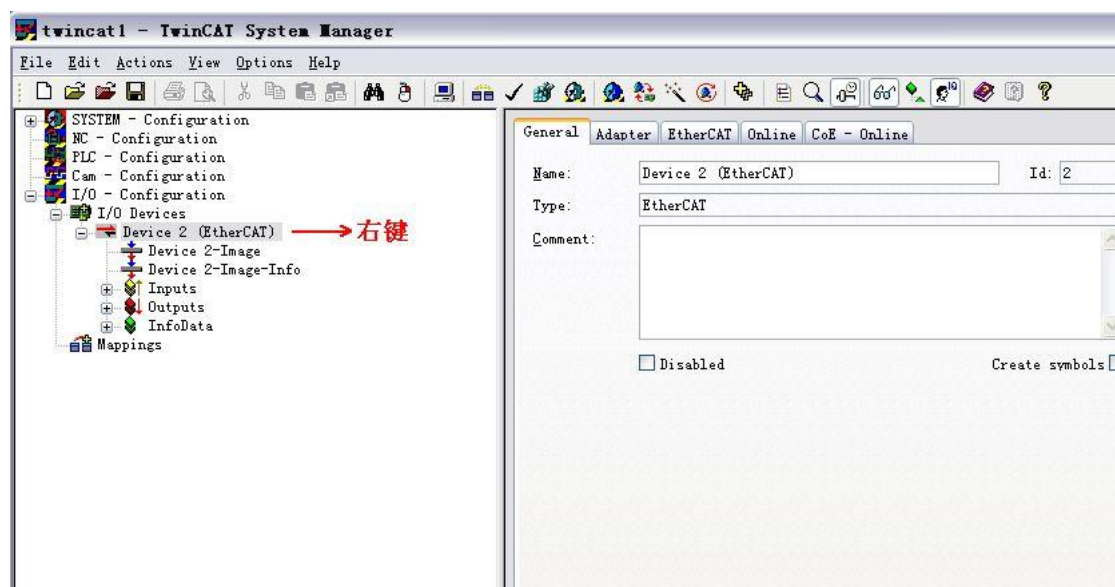 twincat1 - TwinCAT System Manager
File Edit Actions View Options Help
SYSTEM - Configuration
NC - Configuration
PLC - Configuration
Cam - Configuration
I/O - Configuration
I/O Devices
Device 2 (EtherCAT) 右键
Device 2-Image
Device 2-Image-Info
Inputs
Outputs
InfoData
Mappings
General Adapter EtherCAT Online CoE - Online
Name: Device 2 (EtherCAT) Id: 2
Type: EtherCAT
Comment:
Disabled Create symbols